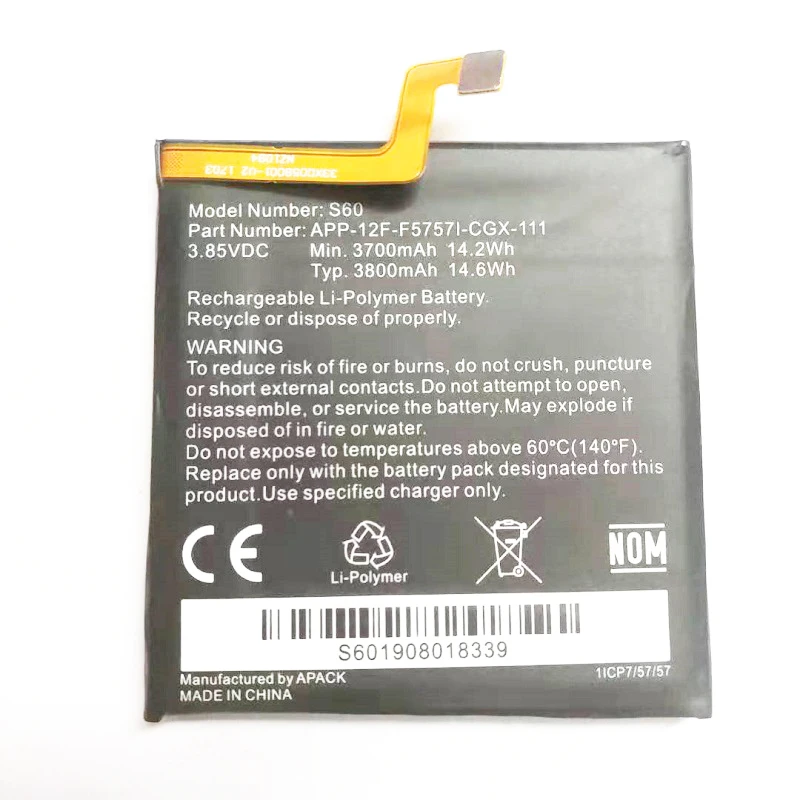 NZ1094
33KC0058001-U2 1703
Model Number: S60
Part Number: APP-12F-F5757I-CGX-111
3.85VDC Min. 3700mAh 14.2Wh
Typ. 3800mAh 14.6Wh
Rechargeable Li-Polymer Battery.
Recycle or dispose of properly.
WARNING
To reduce risk of fire or burns, do not crush, puncture
or short external contacts.Do not attempt to open,
disassemble, or service the battery.May explode if
disposed of in fire or water.
Do not expose to temperatures above 60°C(140°F).
Replace only with the battery pack designated for this
product.Use specified charger only.
CE
Li-Polymer
NOM
S601908018339
Manufactured by APACK
1ICP7/57/57
MADE IN CHINA